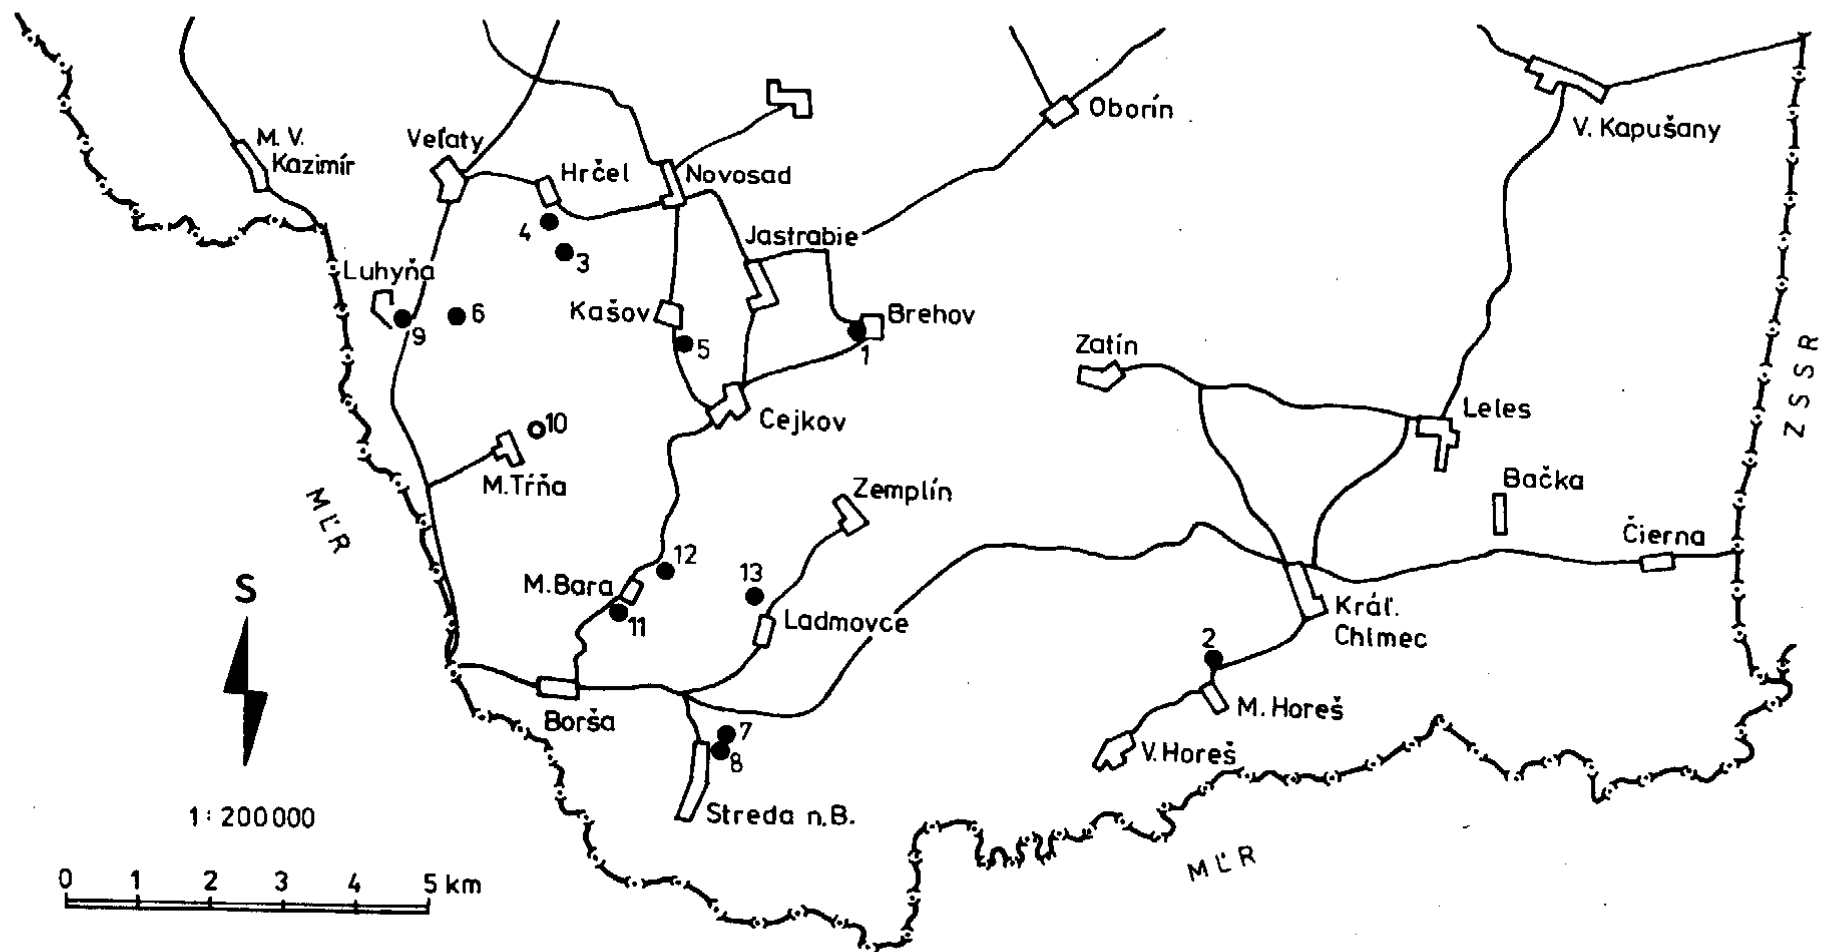 M. V.
Kazimír
Veľaty
Hrčel
Novosad
Oborín
V. Kapušany
4
3
Jastrabie
Luhyňa
9
6
Kašov
5
Brehov
1
Zatín
Cejkov
Leles
10
M.Tŕňa
Zemplín
Bačka
Čierna
ZSSR
MĽR
12
M.Bara
11
13
Ladmovce
Kráľ.
Chlmec
2
M. Horeš
V. Horeš
S
Borša
7
8
Streda n.B.
1:200000
0 1 2 3 4 5 km
MĽR